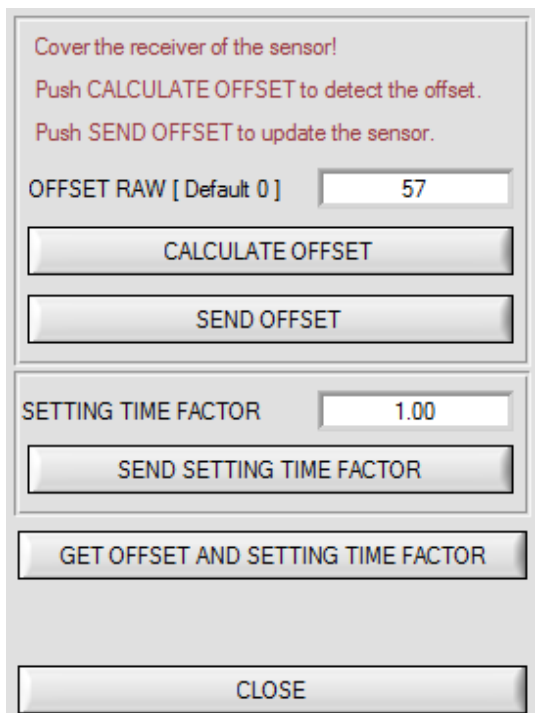 Cover the receiver of the sensor!
Push CALCULATE OFFSET to detect the offset.
Push SEND OFFSET to update the sensor.
OFFSET RAW [ Default 0 ] 57
CALCULATE OFFSET
SEND OFFSET
SETTING TIME FACTOR 1.00
SEND SETTING TIME FACTOR
GET OFFSET AND SETTING TIME FACTOR
CLOSE